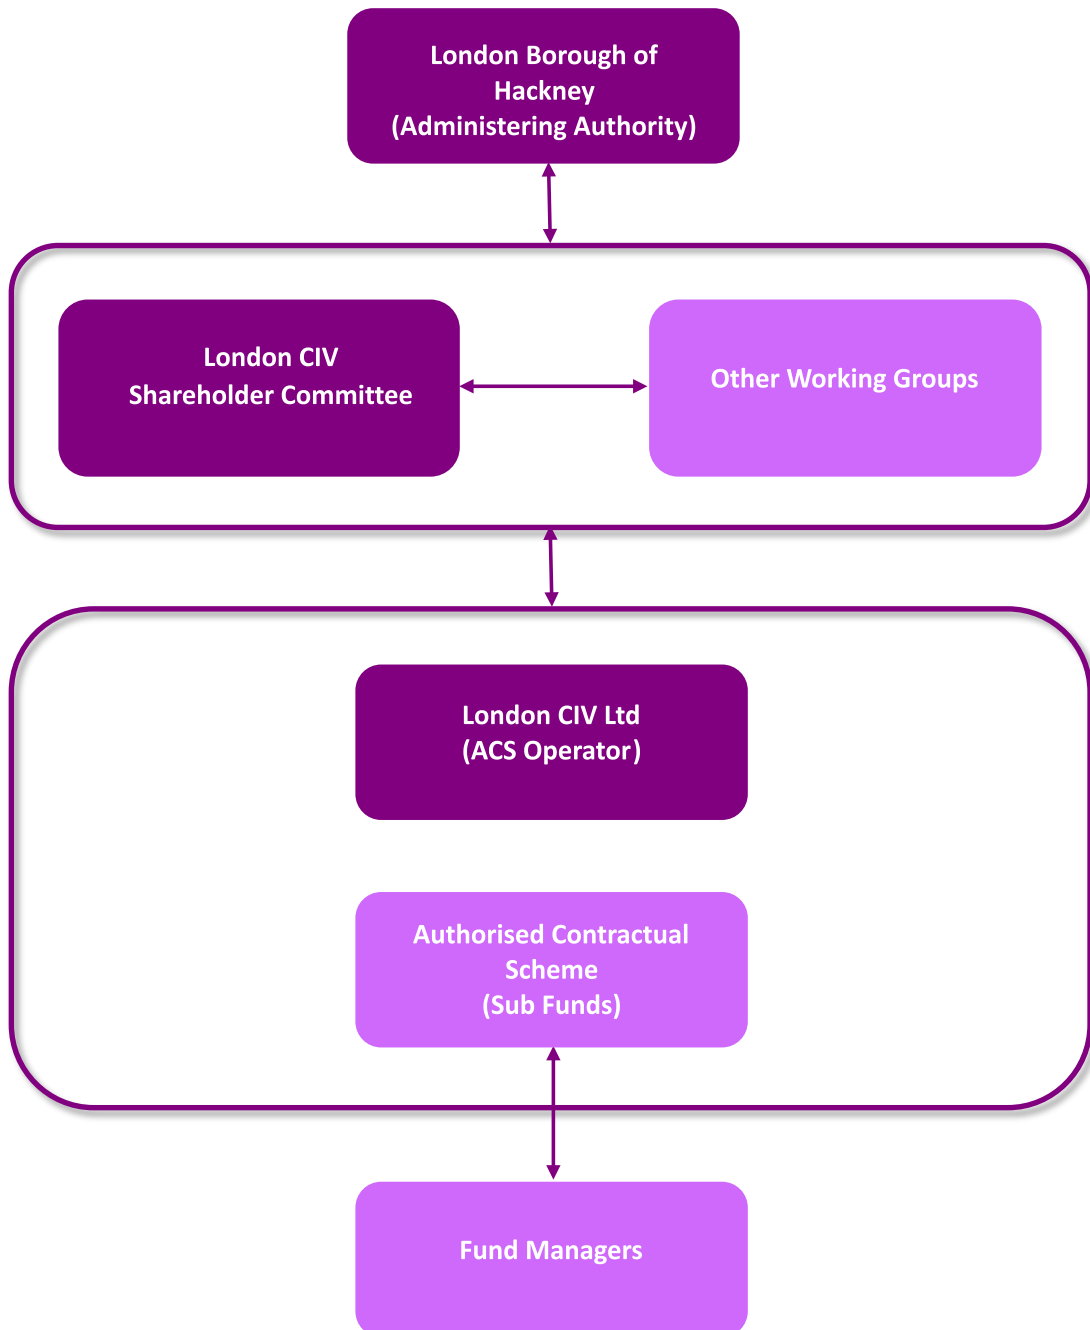 London Borough of
Hackney
(Administering Authority)
London CIV
Shareholder Committee
Other Working Groups
London CIV Ltd
(ACS Operator)
Authorised Contractual
Scheme
(Sub Funds)
Fund Managers